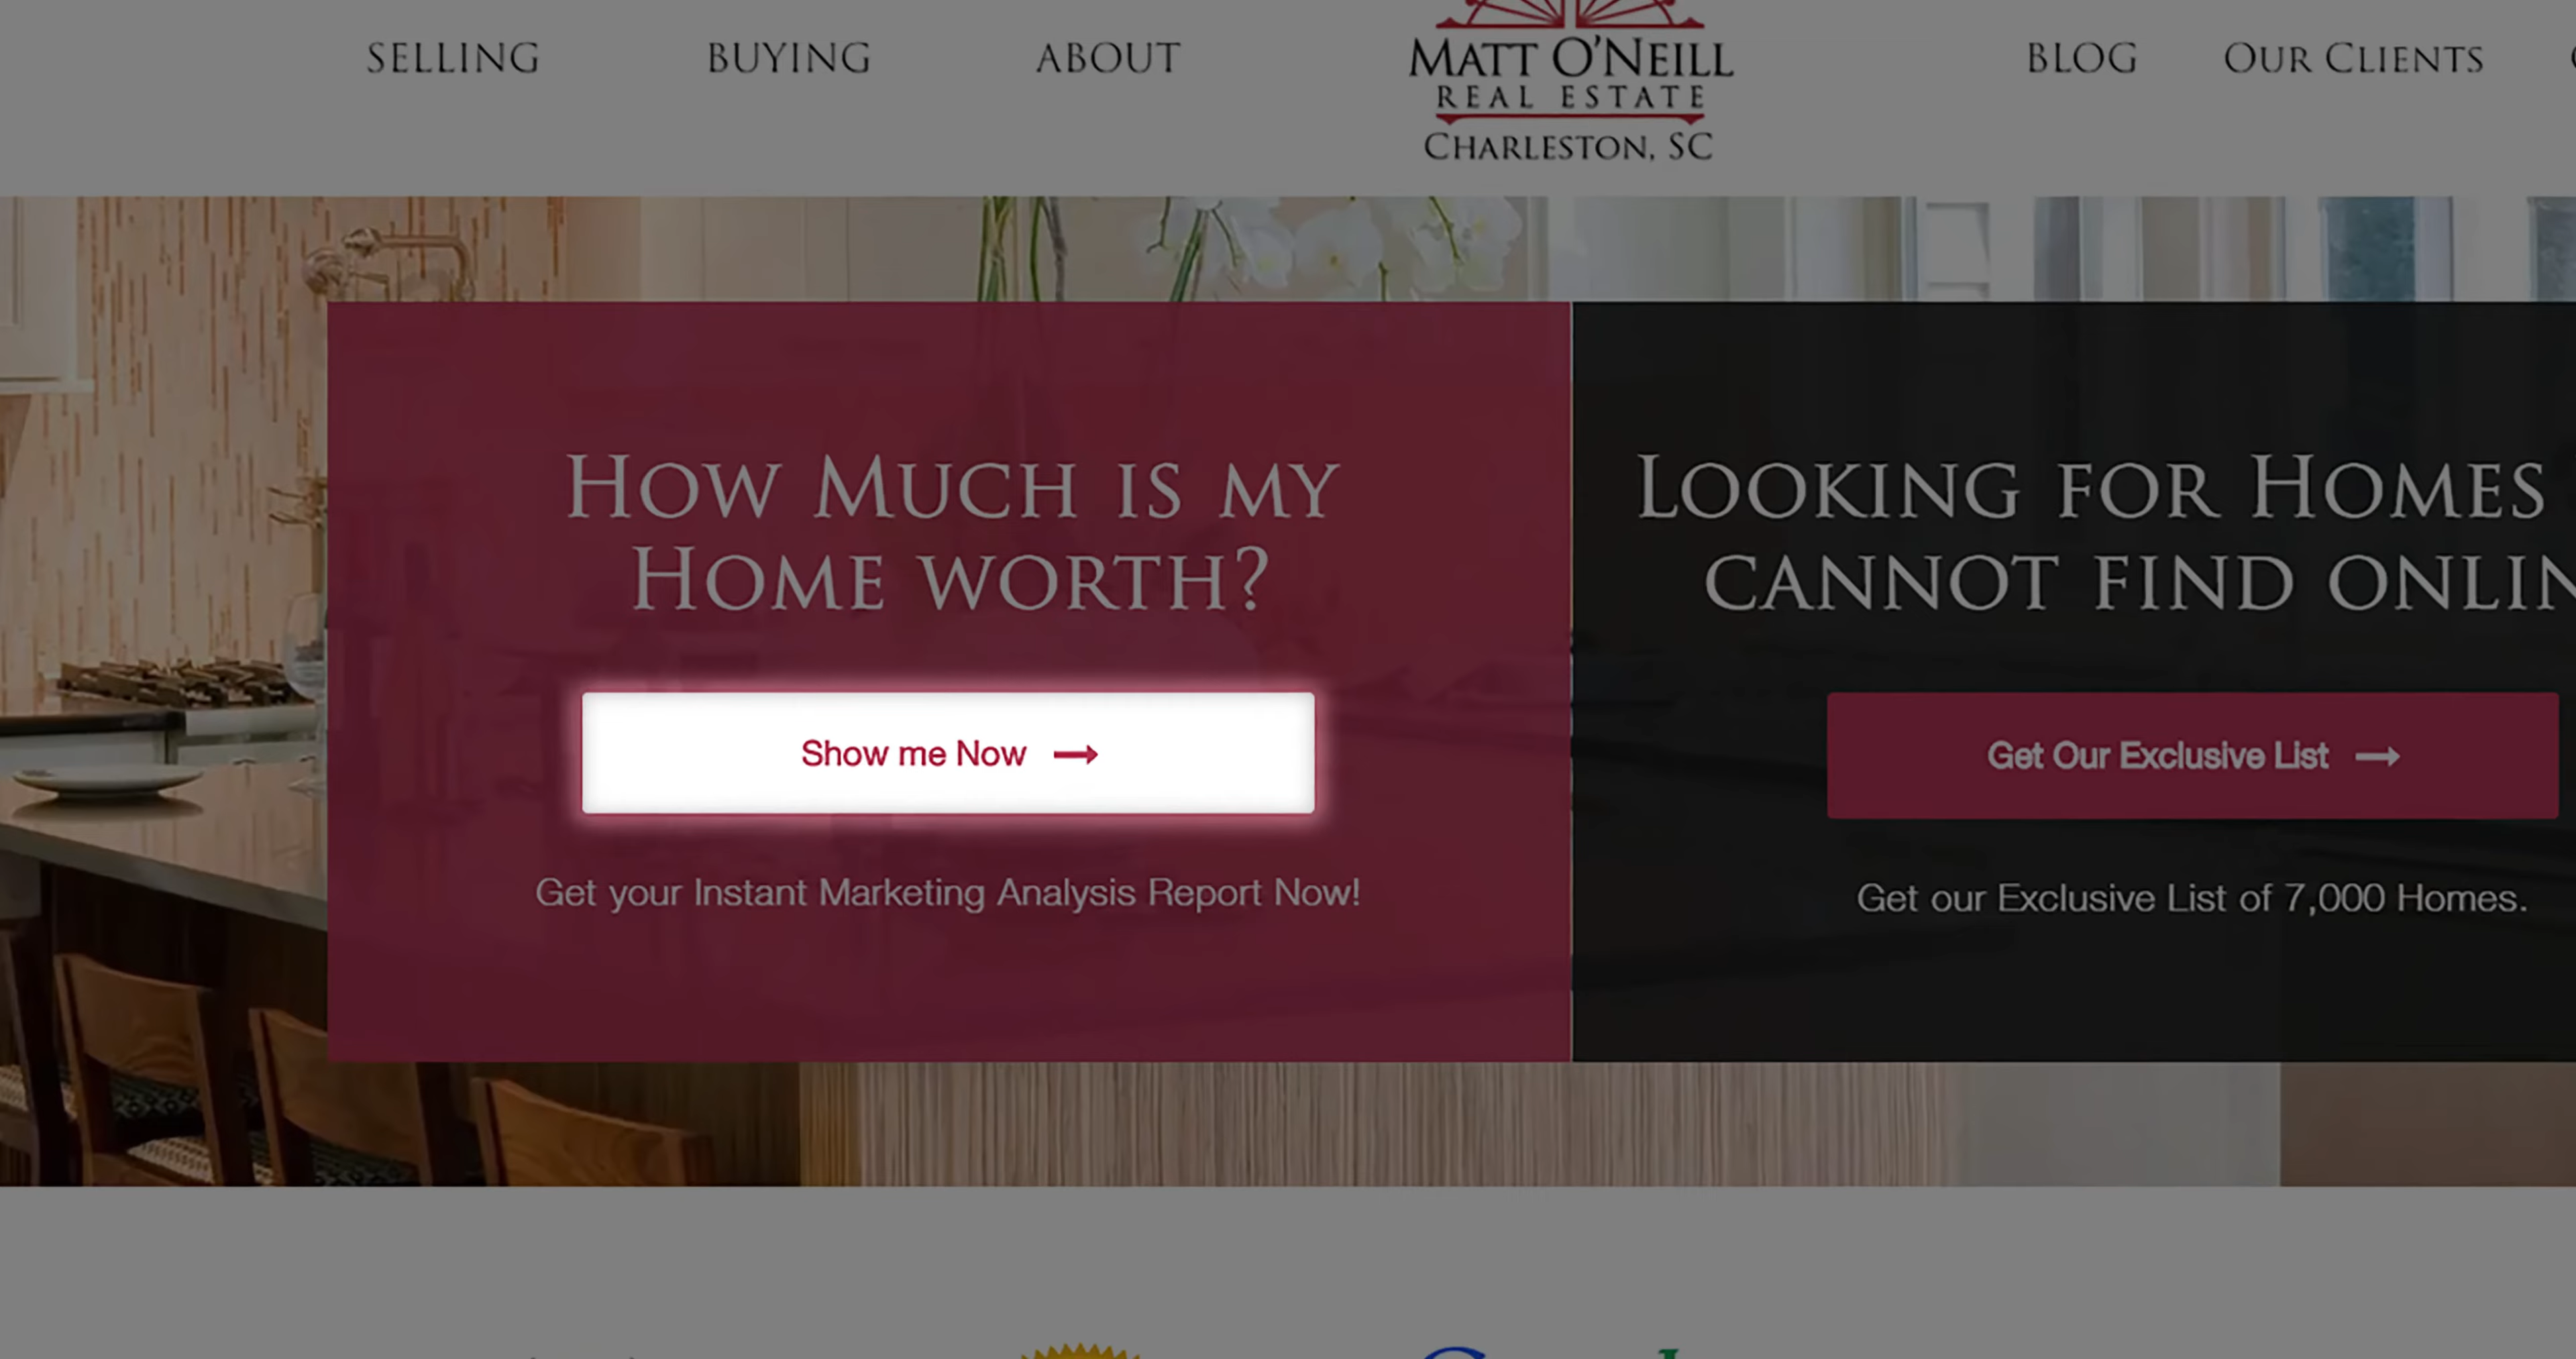 SELLING
BUYING
ABOUT
MATT O'NEILL
REAL ESTATE
CHARLESTON, SC
BLOG
OUR CLIENTS
HOW MUCH IS MY
HOME WORTH?
Show me Now
Get your Instant Marketing Analysis Report Now!
LOOKING FOR HOMES
CANNOT FIND
Get Our Exclusive List
Get our Exclusive List of 7,000 Homes.